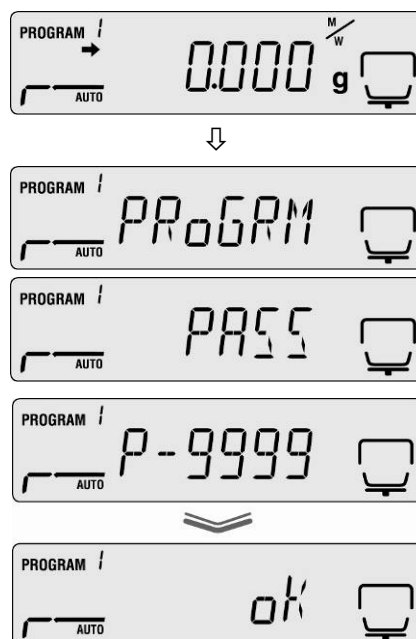 PROGRAM 1
M/W
0.000 g
AUTO
PROGRAM 1
PRoGRM
AUTO
PROGRAM 1
PASS
AUTO
PROGRAM 1
P-9999
AUTO
PROGRAM 1
oK
AUTO